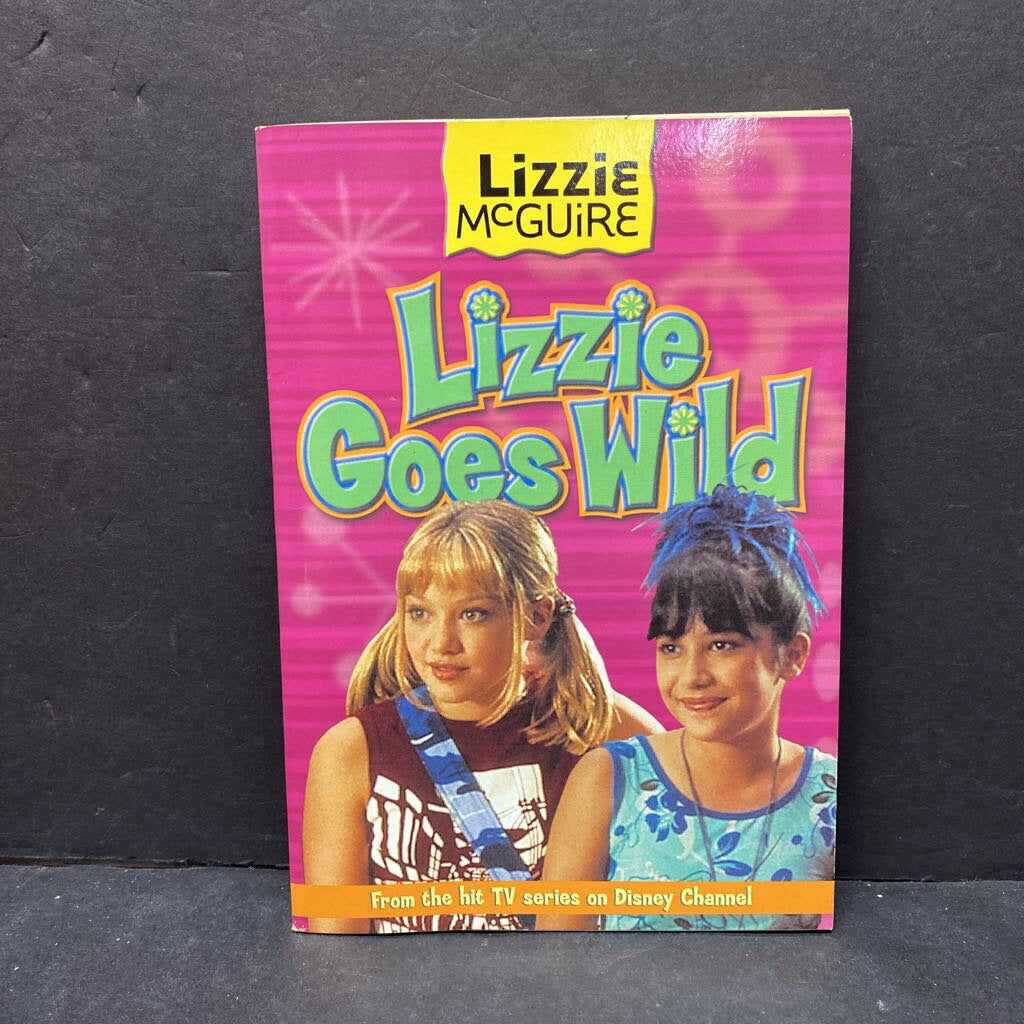 Lizzie
McGuire
Lizzie
Goes Wild
From the hit TV series on Disney Channel